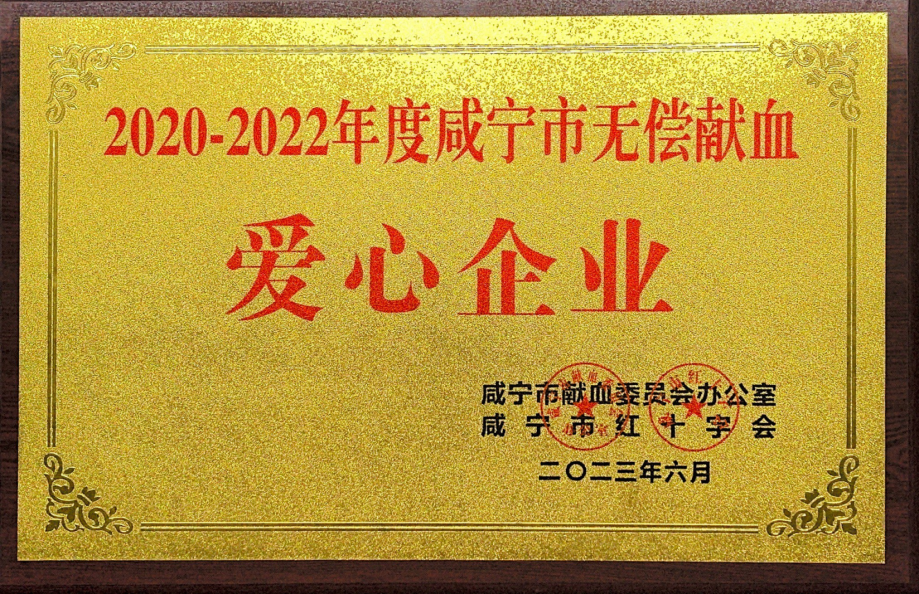 2020-2022年度咸宁市无偿献血
爱心企业
咸宁市献血委员会办公室
咸宁市红十字会
二〇二三年六月